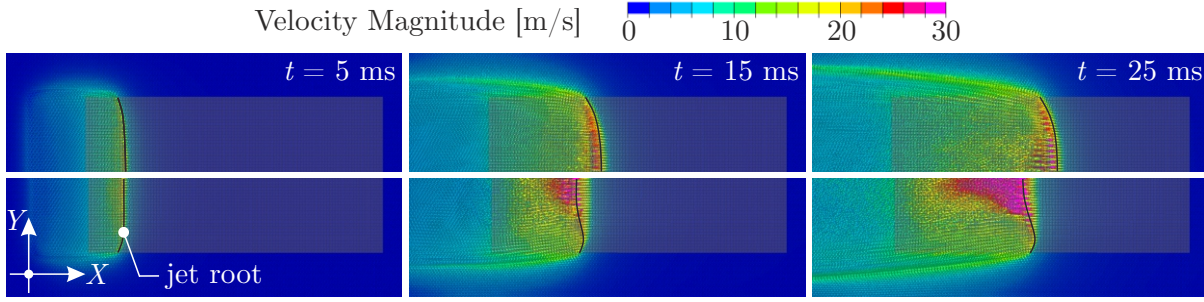 Velocity Magnitude [m/s]
0 10 20 30
t = 5 ms
t = 15 ms
t = 25 ms
Y
X
jet root